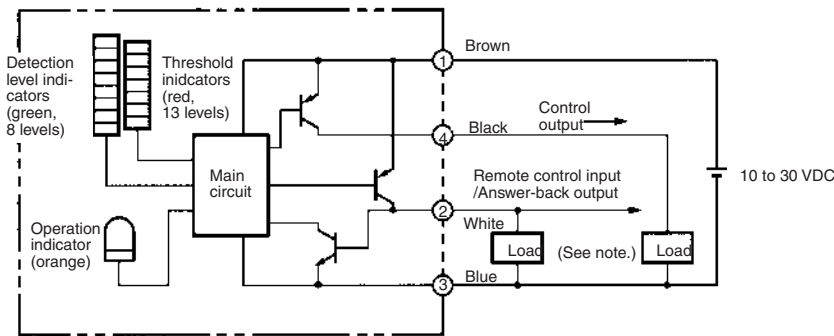 Detection
level indi-
cators
(green,
8 levels)
Threshold
inidcators
(red,
13 levels)
Main
circuit
Operation
indicator
(orange)
1
Brown
4
Black
Control
output
10 to 30 VDC
Remote control input
/Answer-back output
2
White
Load
(See note.)
Load
3
Blue